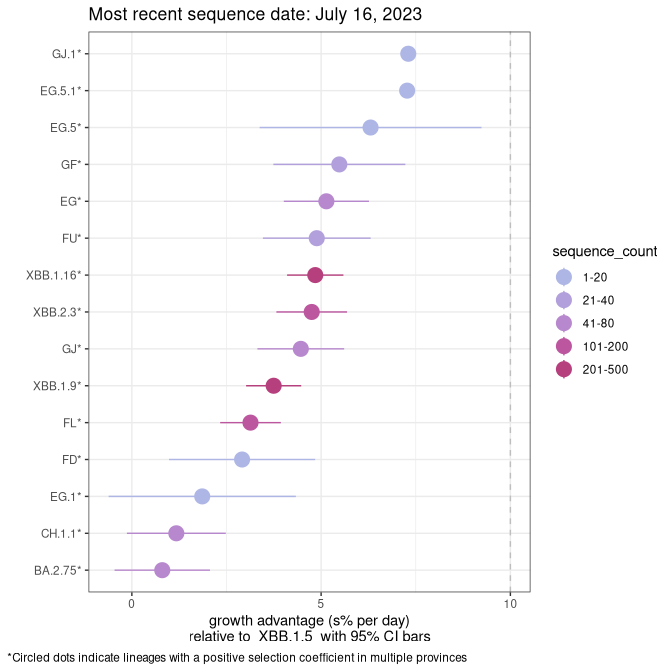 Most recent sequence date: July 16, 2023
GJ.1*
EG.5.1*
EG.5*
GF*
EG*
FU*
XBB.1.16*
XBB.2.3*
GJ*
XBB.1.9*
FL*
FD*
EG.1*
CH.1.1*
BA.2.75*
0 5 10
growth advantage (s% per day)
relative to XBB.1.5 with 95% CI bars
sequence_count
1-20
21-40
41-80
101-200
201-500
*Circled dots indicate lineages with a positive selection coefficient in multiple provinces